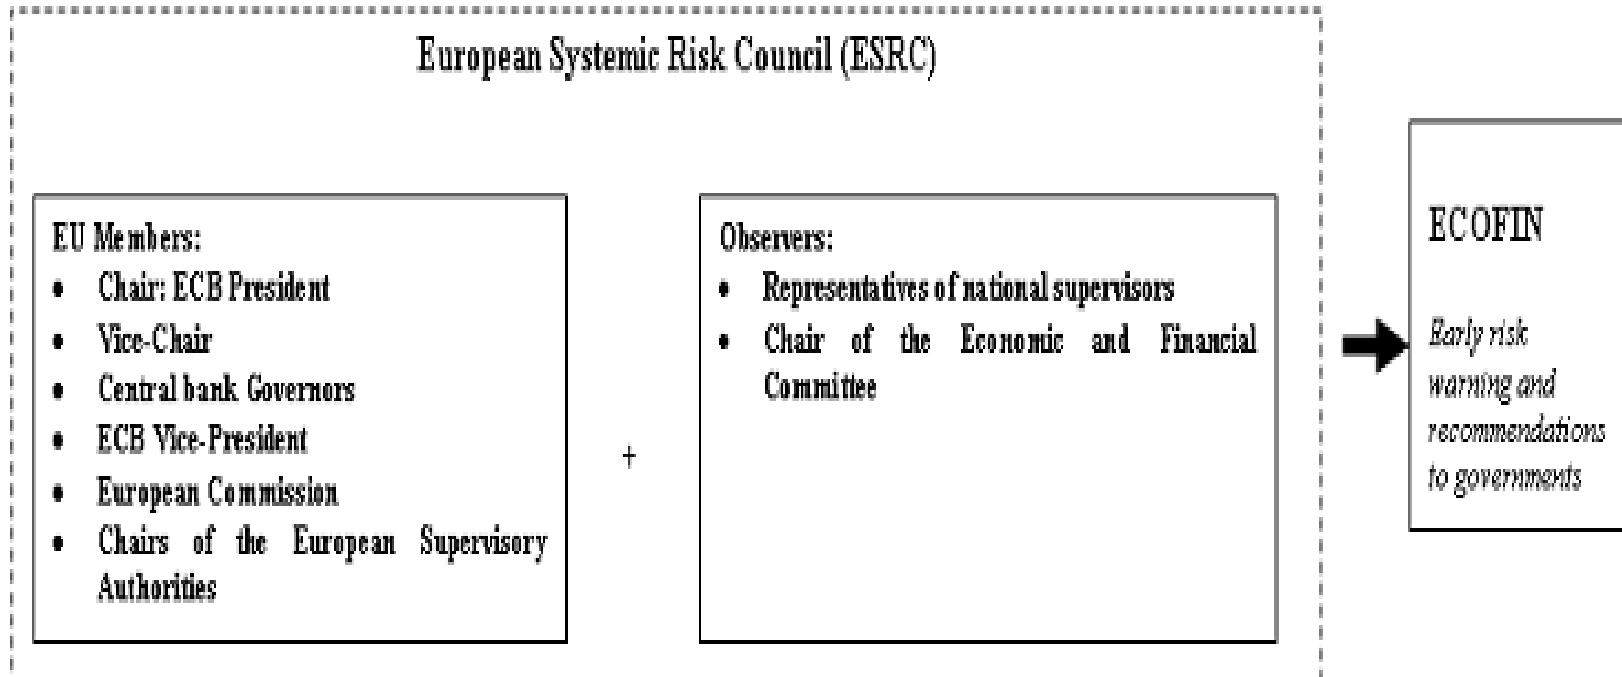 European Systemic Risk Council (ESRC)
EU Members:
• Chair: ECB President
• Vice-Chair
• Central bank Governors
• ECB Vice-President
• European Commission
• Chairs of the European Supervisory
Authorities
+
Observers:
• Representatives of national supervisors
• Chair of the Economic and Financial
Committee
ECOFIN
Early risk
warning and
recommendations
to governments